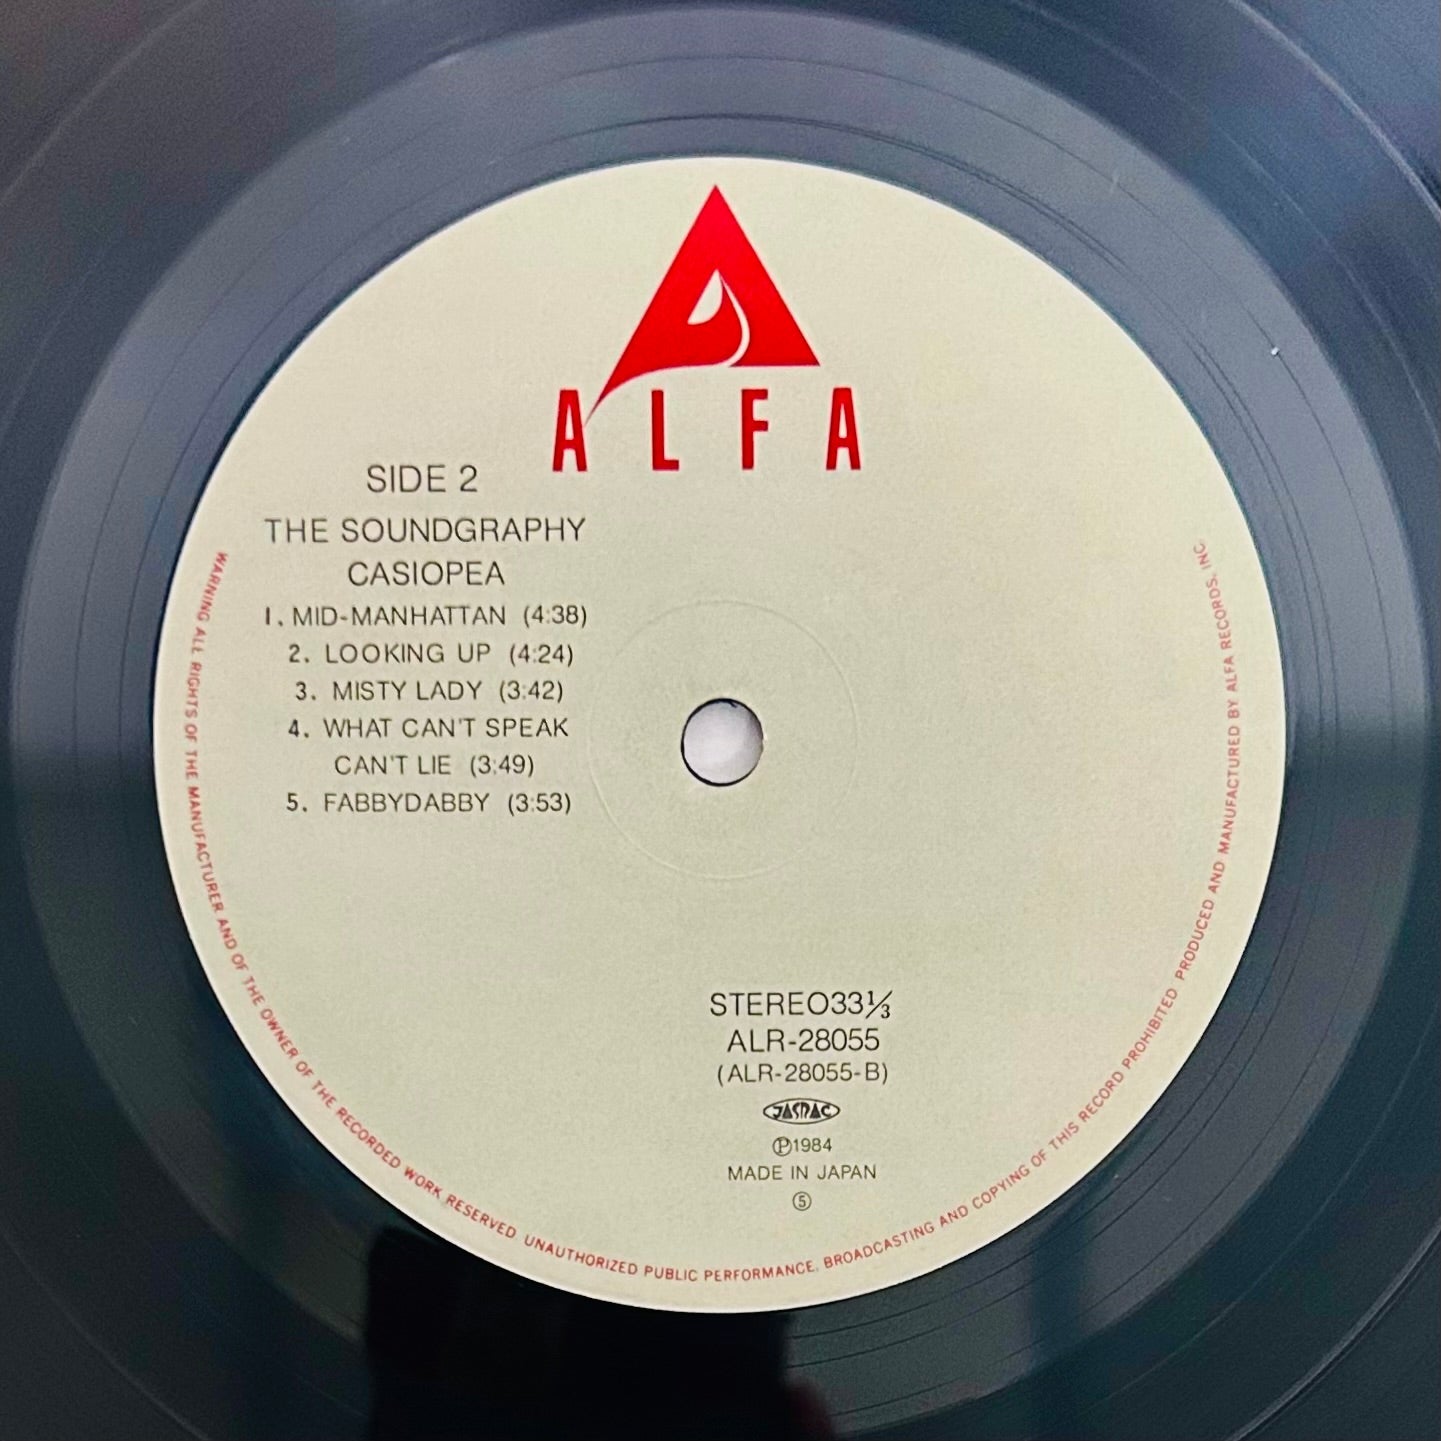 ALFA
SIDE 2
THE SOUNDGRAPHY
CASIOPEA
1. MID-MANHATTAN (4:38)
2. LOOKING UP (4:24)
3. MISTY LADY (3:42)
4. WHAT CAN'T SPEAK
CAN'T LIE (3:49)
5. FABBYDABBY (3:53)
STEREO33⅓
ALR-28055
(ALR-28055-B)
JASRAC
Ⓟ1984
MADE IN JAPAN
⑤
WARNING ALL RIGHTS OF THE MANUFACTURER AND OF THE OWNER OF THE RECORDED WORK RESERVED UNAUTHORIZED PUBLIC PERFORMANCE, BROADCASTING AND COPYING OF THIS RECORD PROHIBITED PRODUCED AND MANUFACTURED BY ALFA RECORDS, INC.